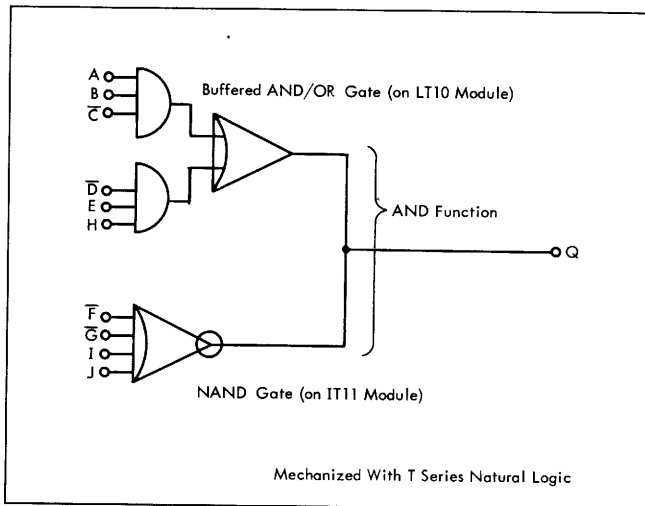 A
B
C̅
Buffered AND/OR Gate (on LT10 Module)
D̅
E
H
AND Function
Q
F̅
G̅
I
J
NAND Gate (on IT11 Module)
Mechanized With T Series Natural Logic